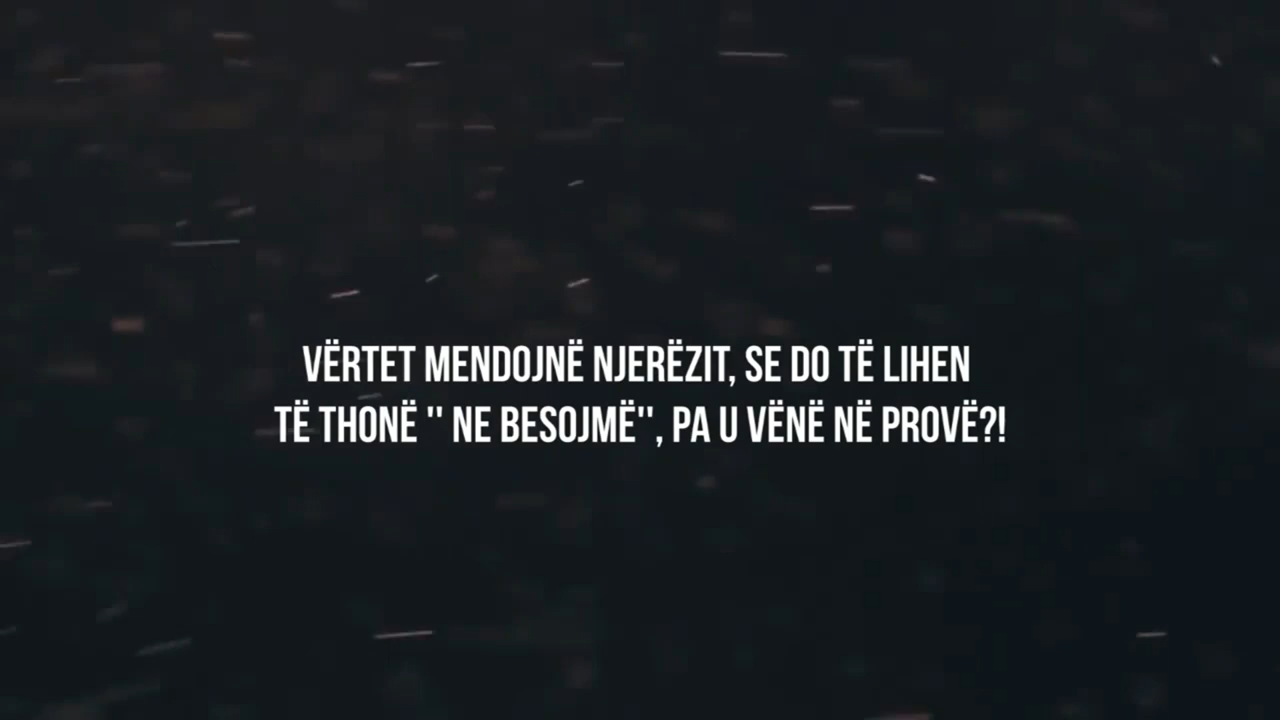 VËRTET MENDOJNË NJERËZIT, SE DO TË LIHEN
TË THONË " NE BESOJMË", PA U VËNË NË PROVË?!